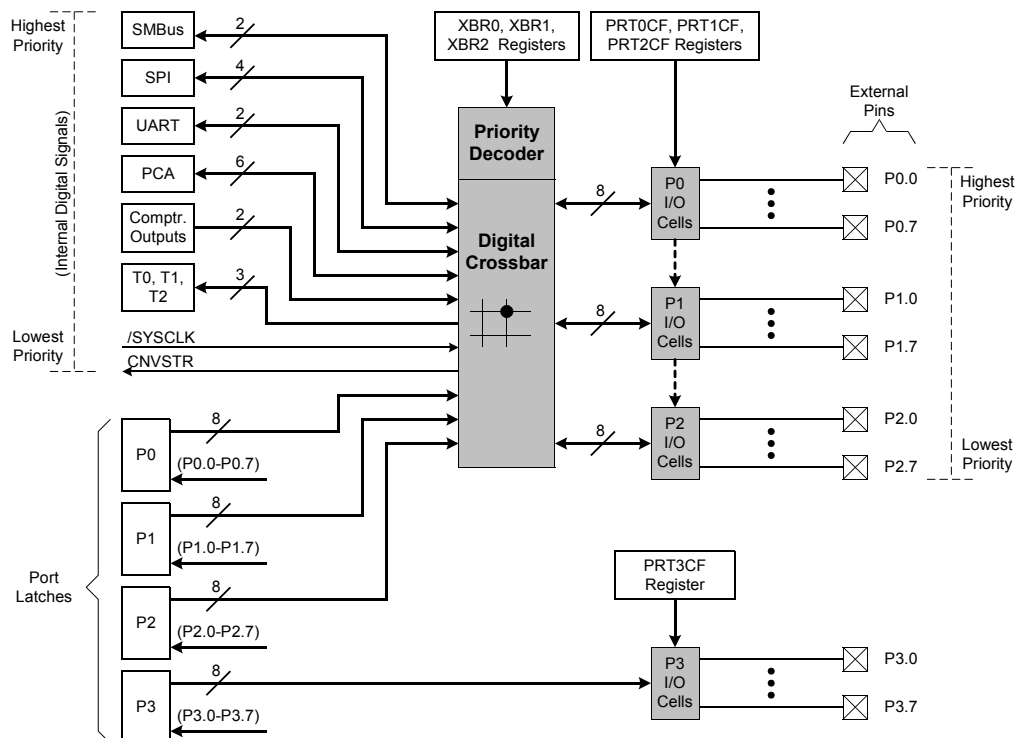 Highest
Priority
(Internal Digital Signals)
Lowest
Priority
SMBus
2
SPI
4
UART
2
PCA
6
Comptr.
Outputs
2
T0, T1,
T2
3
/SYSCLK
CNVSTR
XBR0, XBR1,
XBR2 Registers
PRT0CF, PRT1CF,
PRT2CF Registers
Priority
Decoder
Digital
Crossbar
8
P0
I/O
Cells
8
P1
I/O
Cells
8
P2
I/O
Cells
External
Pins
P0.0
P0.7
P1.0
P1.7
P2.0
P2.7
Highest
Priority
Lowest
Priority
Port
Latches
P0
8
(P0.0-P0.7)
P1
8
(P1.0-P1.7)
P2
8
(P2.0-P2.7)
P3
8
(P3.0-P3.7)
PRT3CF
Register
P3
I/O
Cells
P3.0
P3.7